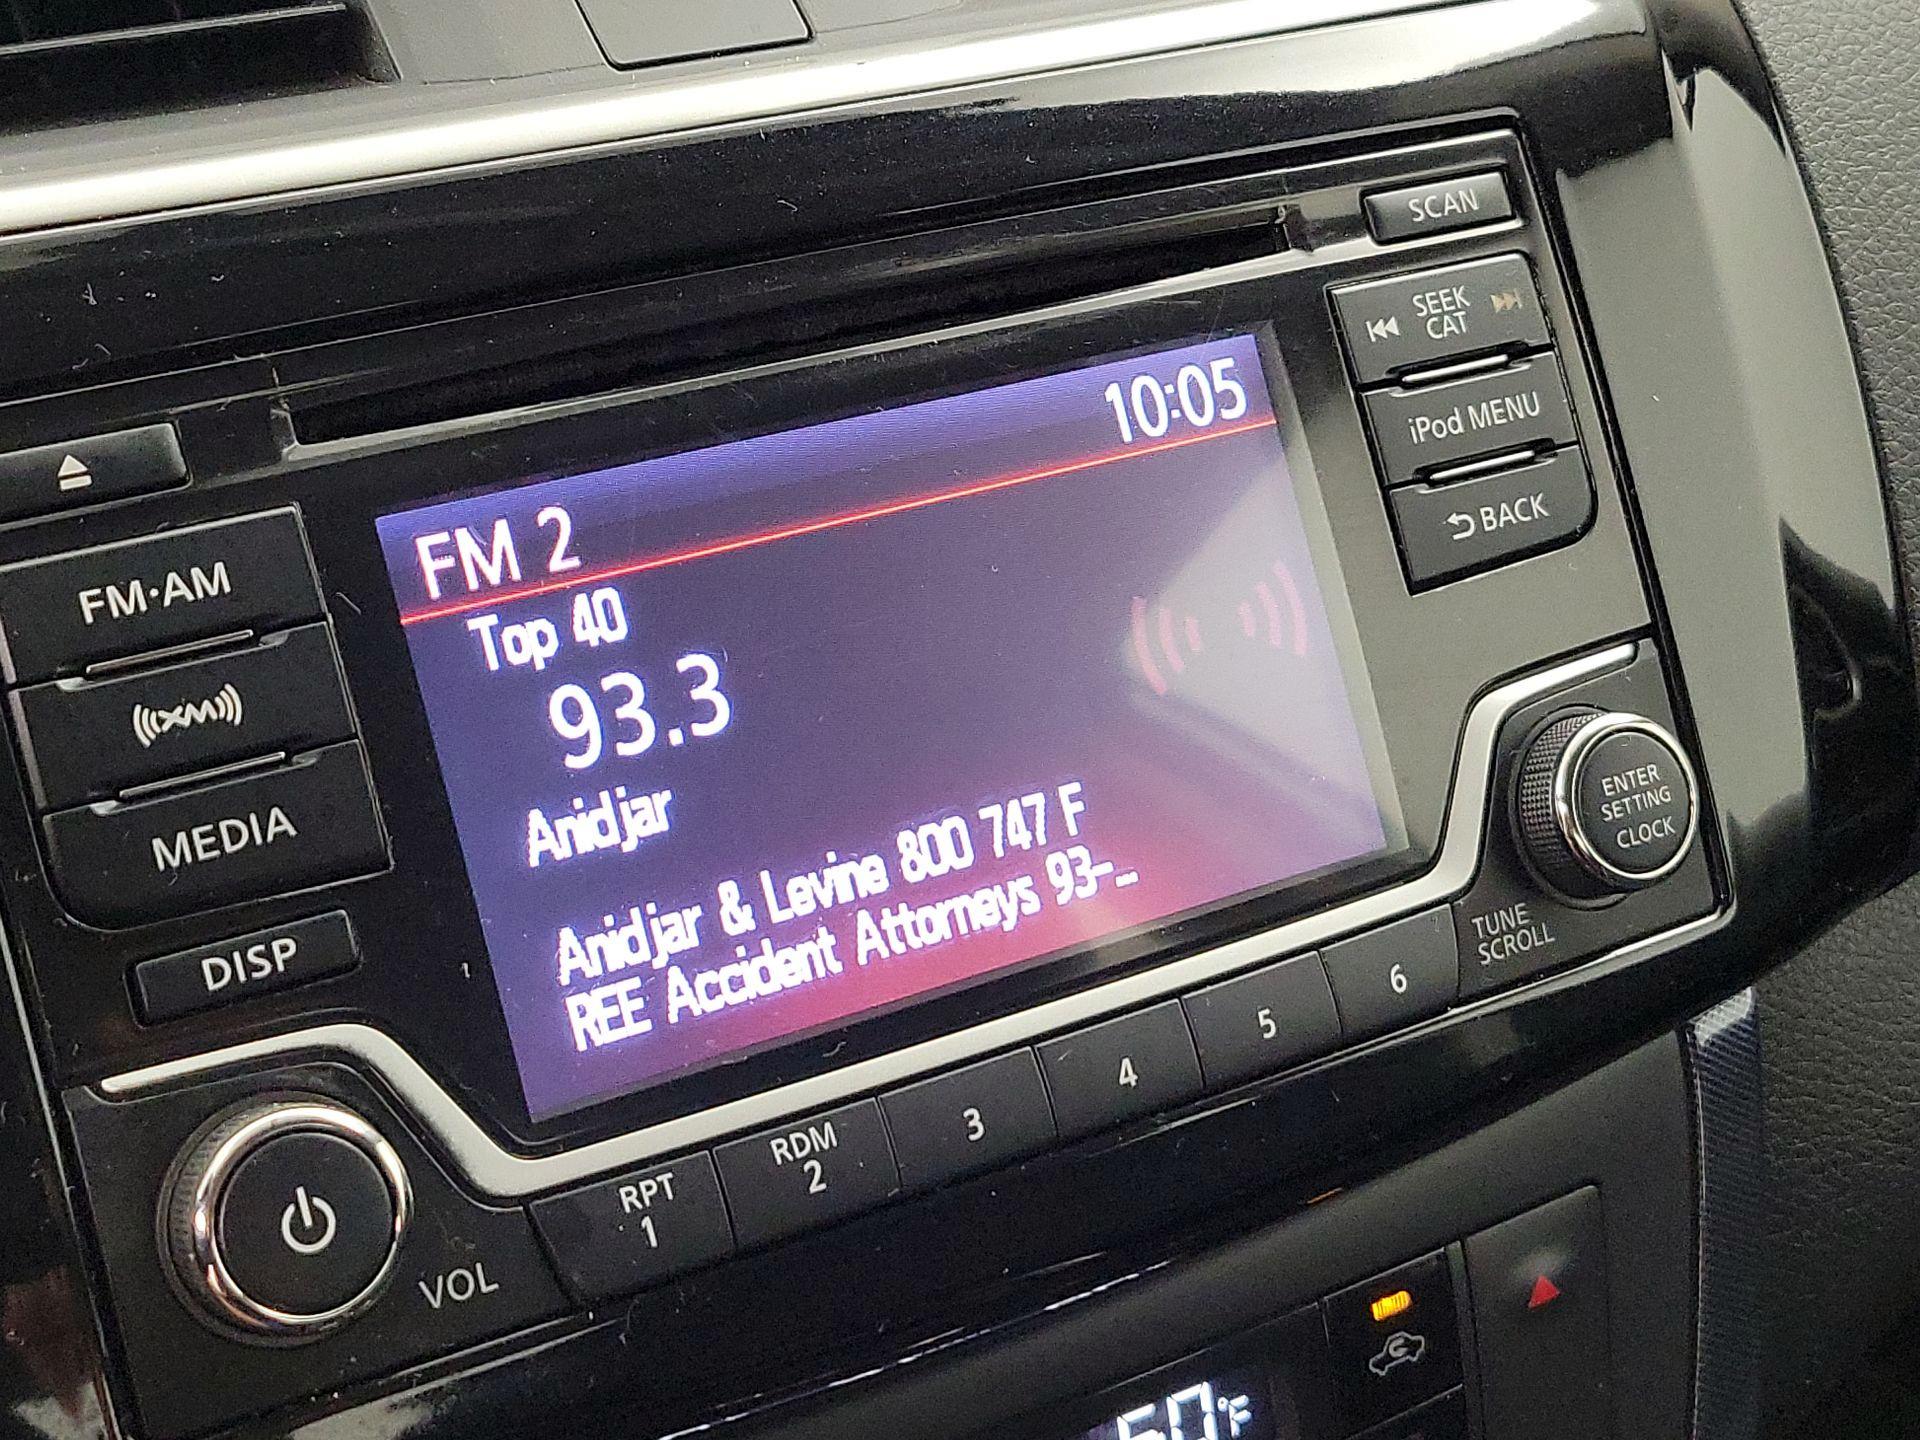 SCAN
SEEK
CAT
iPod MENU
BACK
10:05
FM 2
Top 40
93.3
Anidjar
Anidjar & Levine 800 747 F
REE Accident Attorneys 93-...
FM·AM
XM
MEDIA
DISP
ENTER
SETTING
CLOCK
TUNE
SCROLL
VOL
RPT
1
RDM
2
3
4
5
6
60°F